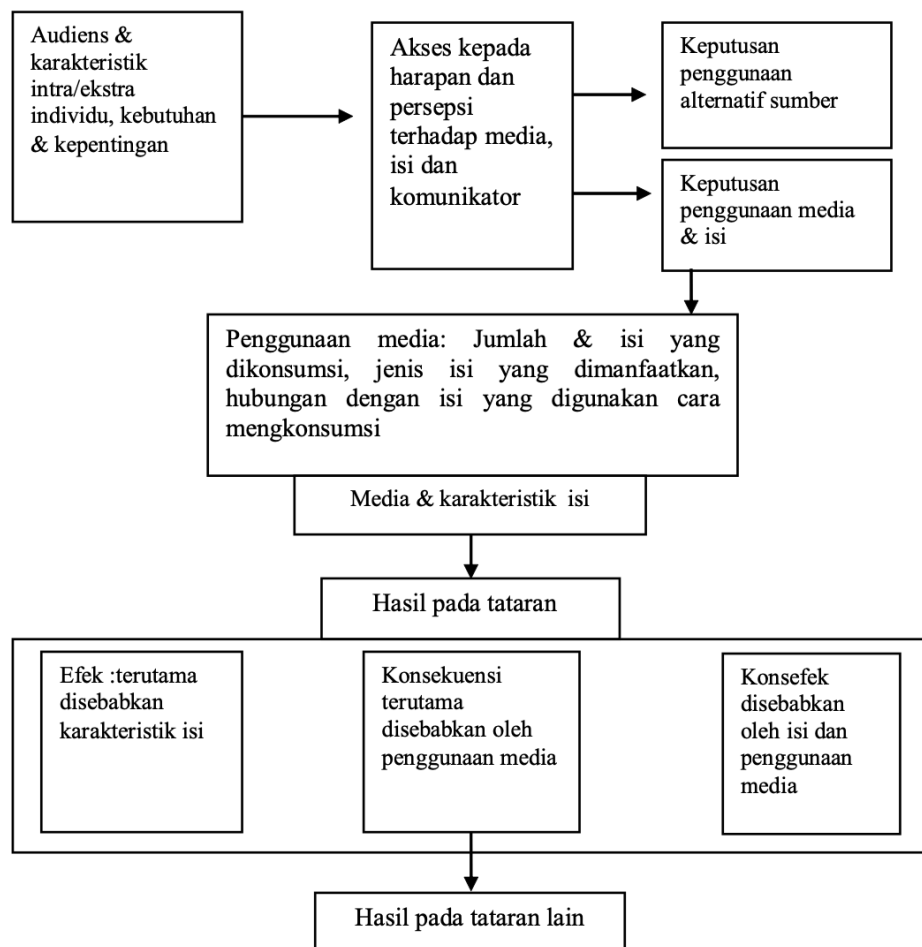 Audiens &
karakteristik
intra/ekstra
individu, kebutuhan
& kepentingan
Akses kepada
harapan dan
persepsi
terhadap media,
isi dan
komunikator
Keputusan
penggunaan
alternatif sumber
Keputusan
penggunaan media
& isi
Penggunaan media: Jumlah & isi yang
dikonsumsi, jenis isi yang dimanfaatkan,
hubungan dengan isi yang digunakan cara
mengkonsumsi
Media & karakteristik isi
Hasil pada tataran
Efek :terutama
disebabkan
karakteristik isi
Konsekuensi
terutama
disebabkan oleh
penggunaan media
Konsefek
disebabkan
oleh isi dan
penggunaan
media
Hasil pada tataran lain